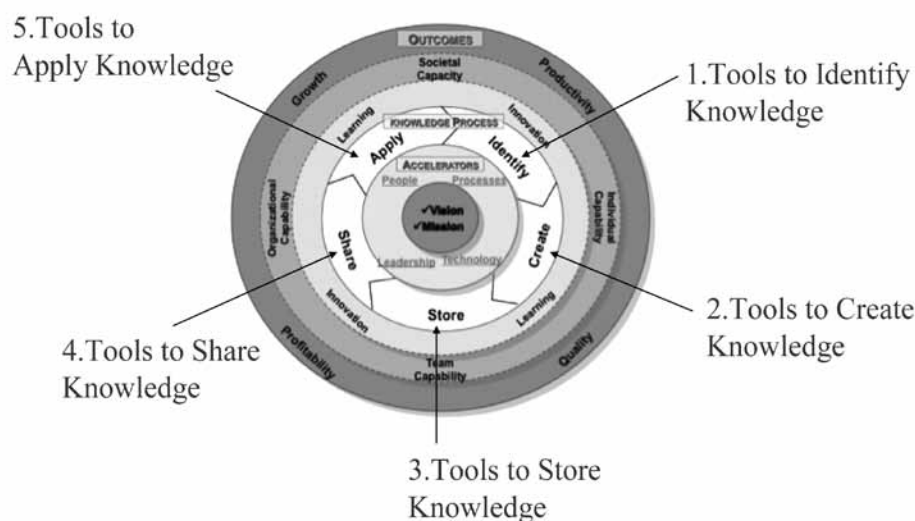 5.Tools to
Apply Knowledge
1.Tools to Identify
Knowledge
OUTCOMES
Societal
Capacity
Growth
Productivity
Learning
Innovation
KNOWLEDGE PROCESS
Apply
Identify
ACCELERATORS
People
Processes
✓Vision
✓Mission
Organizational
Capability
Individual
Capability
Share
Create
Leadership
Technology
Store
Innovation
Learning
Team
Capability
Profitability
Quality
4.Tools to Share
Knowledge
2.Tools to Create
Knowledge
3.Tools to Store
Knowledge